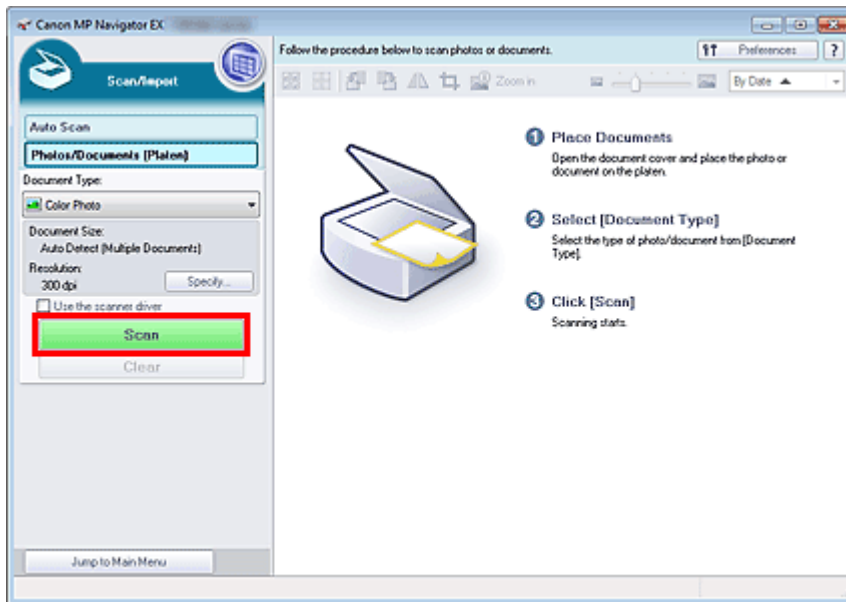 Canon MP Navigator EX
Scan/Import
Follow the procedure below to scan photos or documents.
Preferences
?
Zoom in
By Date
Auto Scan
Photos/Documents (Platen)
Document Type:
Color Photo
Document Size:
Auto Detect (Multiple Documents)
Resolution:
300 dpi
Specify...
Use the scanner driver
Scan
Clear
Jump to Main Menu
1 Place Documents
Open the document cover and place the photo or
document on the platen.
2 Select [Document Type]
Select the type of photo/document from [Document
Type].
3 Click [Scan]
Scanning starts.